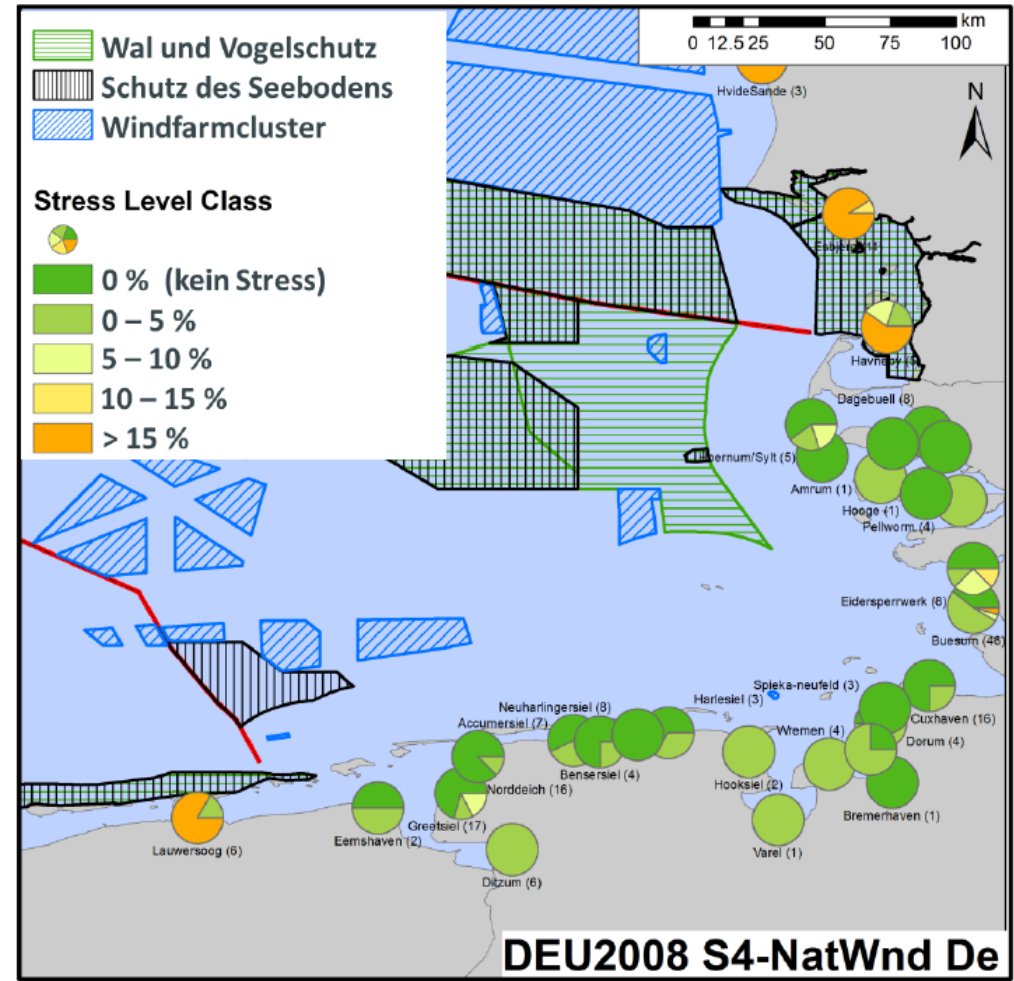 Wal und Vogelschutz
Schutz des Seebodens
Windfarmcluster
Stress Level Class
0 % (kein Stress)
0 – 5 %
5 – 10 %
10 – 15 %
> 15 %
km
0 12.5 25 50 75 100
N
HvideSande (3)
Dagebuell (8)
Amrum (1)
Hooge (1)
Pellworm (4)
Eidersperrwerk (6)
Buesum (46)
Spieka-neufeld (3)
Harlesiel (3)
Neuharlingersiel (8)
Cuxhaven (16)
Accumersiel (7)
Wremen (4)
Dorum (4)
Bensersiel (4)
Hooksiel (2)
Norddeich (16)
Bremerhaven (1)
Greetsiel (17)
Eemshaven (2)
Lauwersoog (6)
Varel (1)
Ditzum (6)
DEU2008 S4-NatWnd De